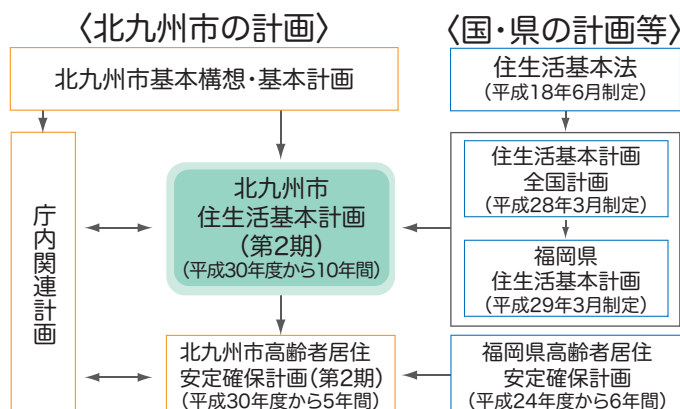 〈北九州市の計画〉
北九州市基本構想・基本計画
庁内関連計画
北九州市
住生活基本計画
(第2期)
(平成30年度から10年間)
北九州市高齢者居住
安定確保計画(第2期)
(平成30年度から5年間)
〈国・県の計画等〉
住生活基本法
(平成18年6月制定)
住生活基本計画
全国計画
(平成28年3月制定)
福岡県
住生活基本計画
(平成29年3月制定)
福岡県高齢者居住
安定確保計画
(平成24年度から6年間)